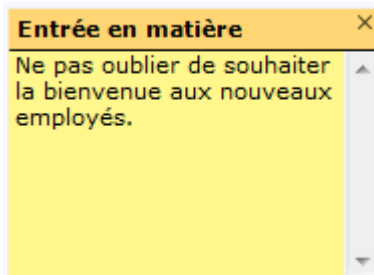 Entrée en matière
Ne pas oublier de souhaiter
la bienvenue aux nouveaux
employés.